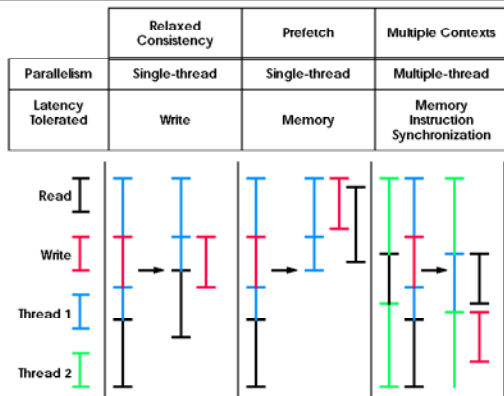 Relaxed
Consistency
Prefetch
Multiple Contexts
Parallelism
Single-thread
Single-thread
Multiple-thread
Latency
Tolerated
Write
Memory
Memory
Instruction
Synchronization
Read
Write
Thread 1
Thread 2